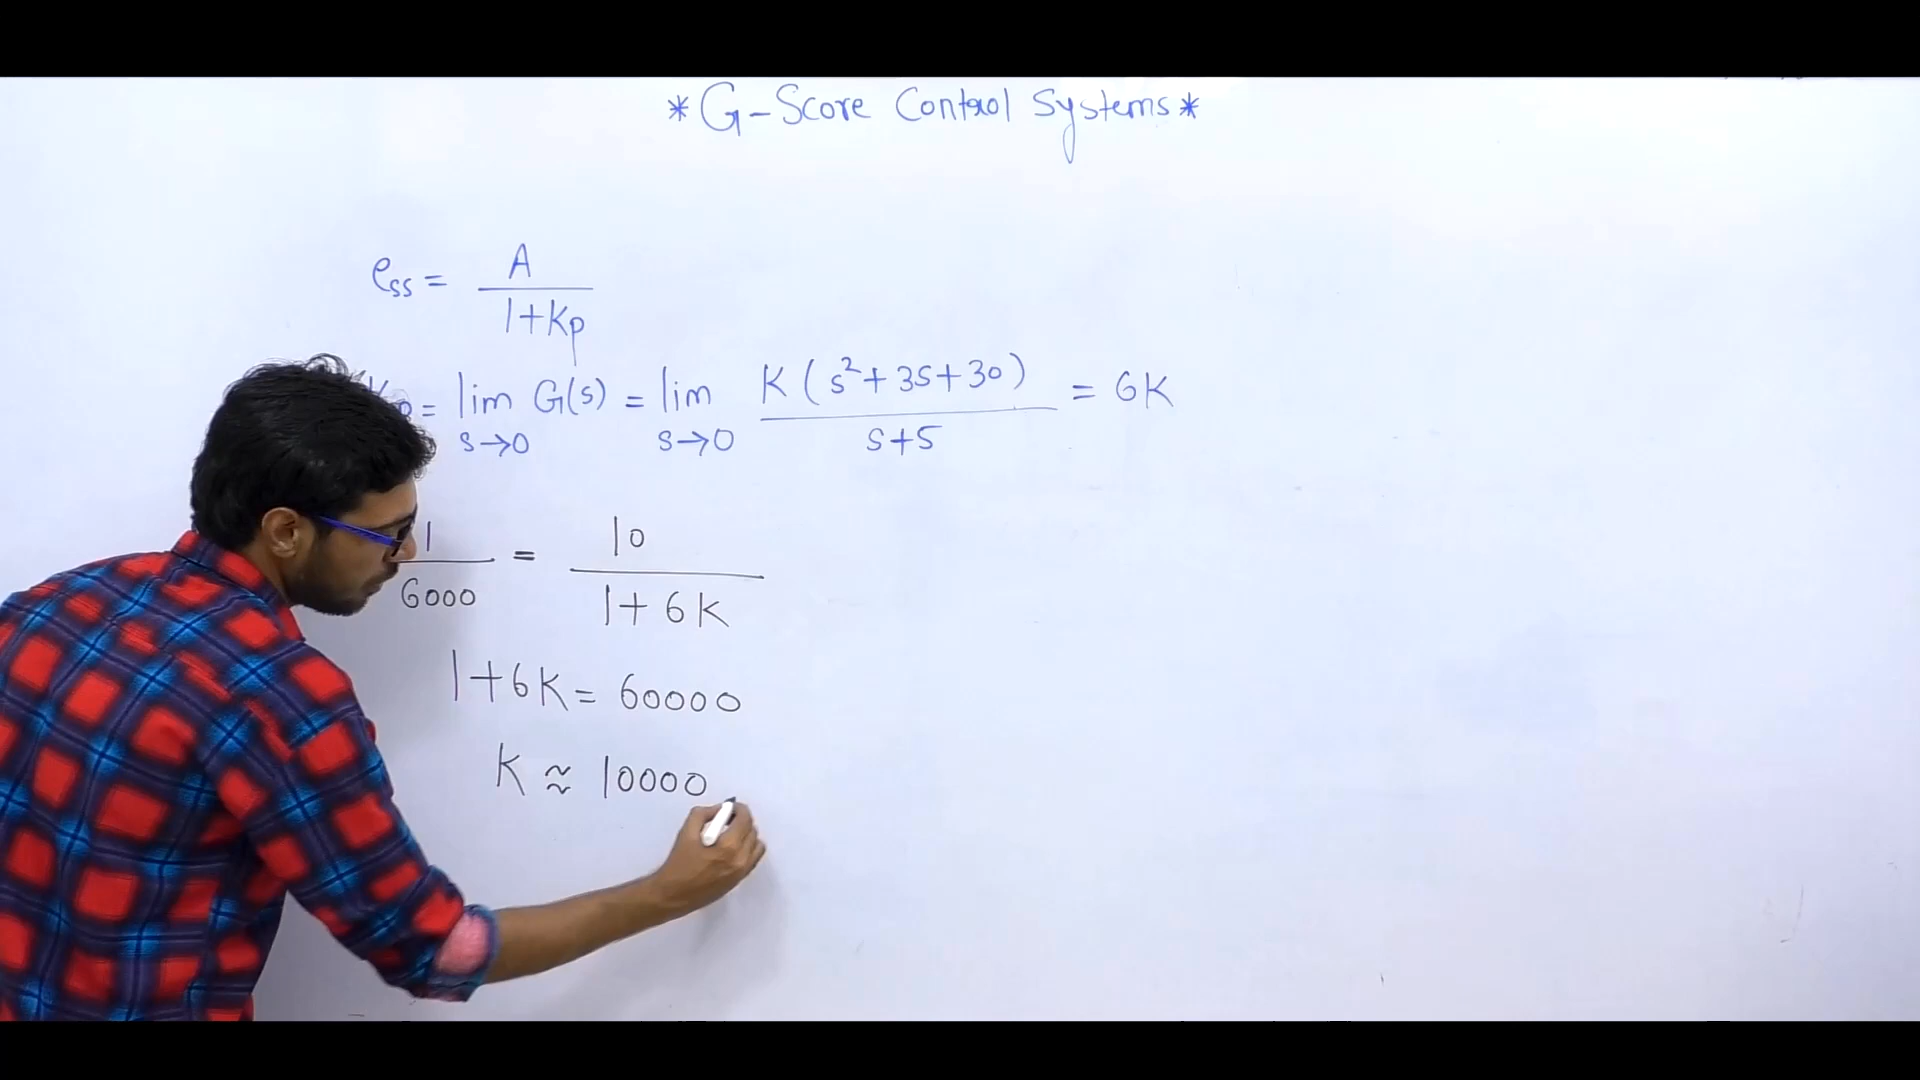 *G-Score Control Systems*
ess = A / 1+Kp
Kp = lim s→0 G(s) = lim s→0 K(s²+3s+30) / s+5 = 6K
1 / 6000 = 10 / 1+6K
1+6K = 60000
K ≈ 10000